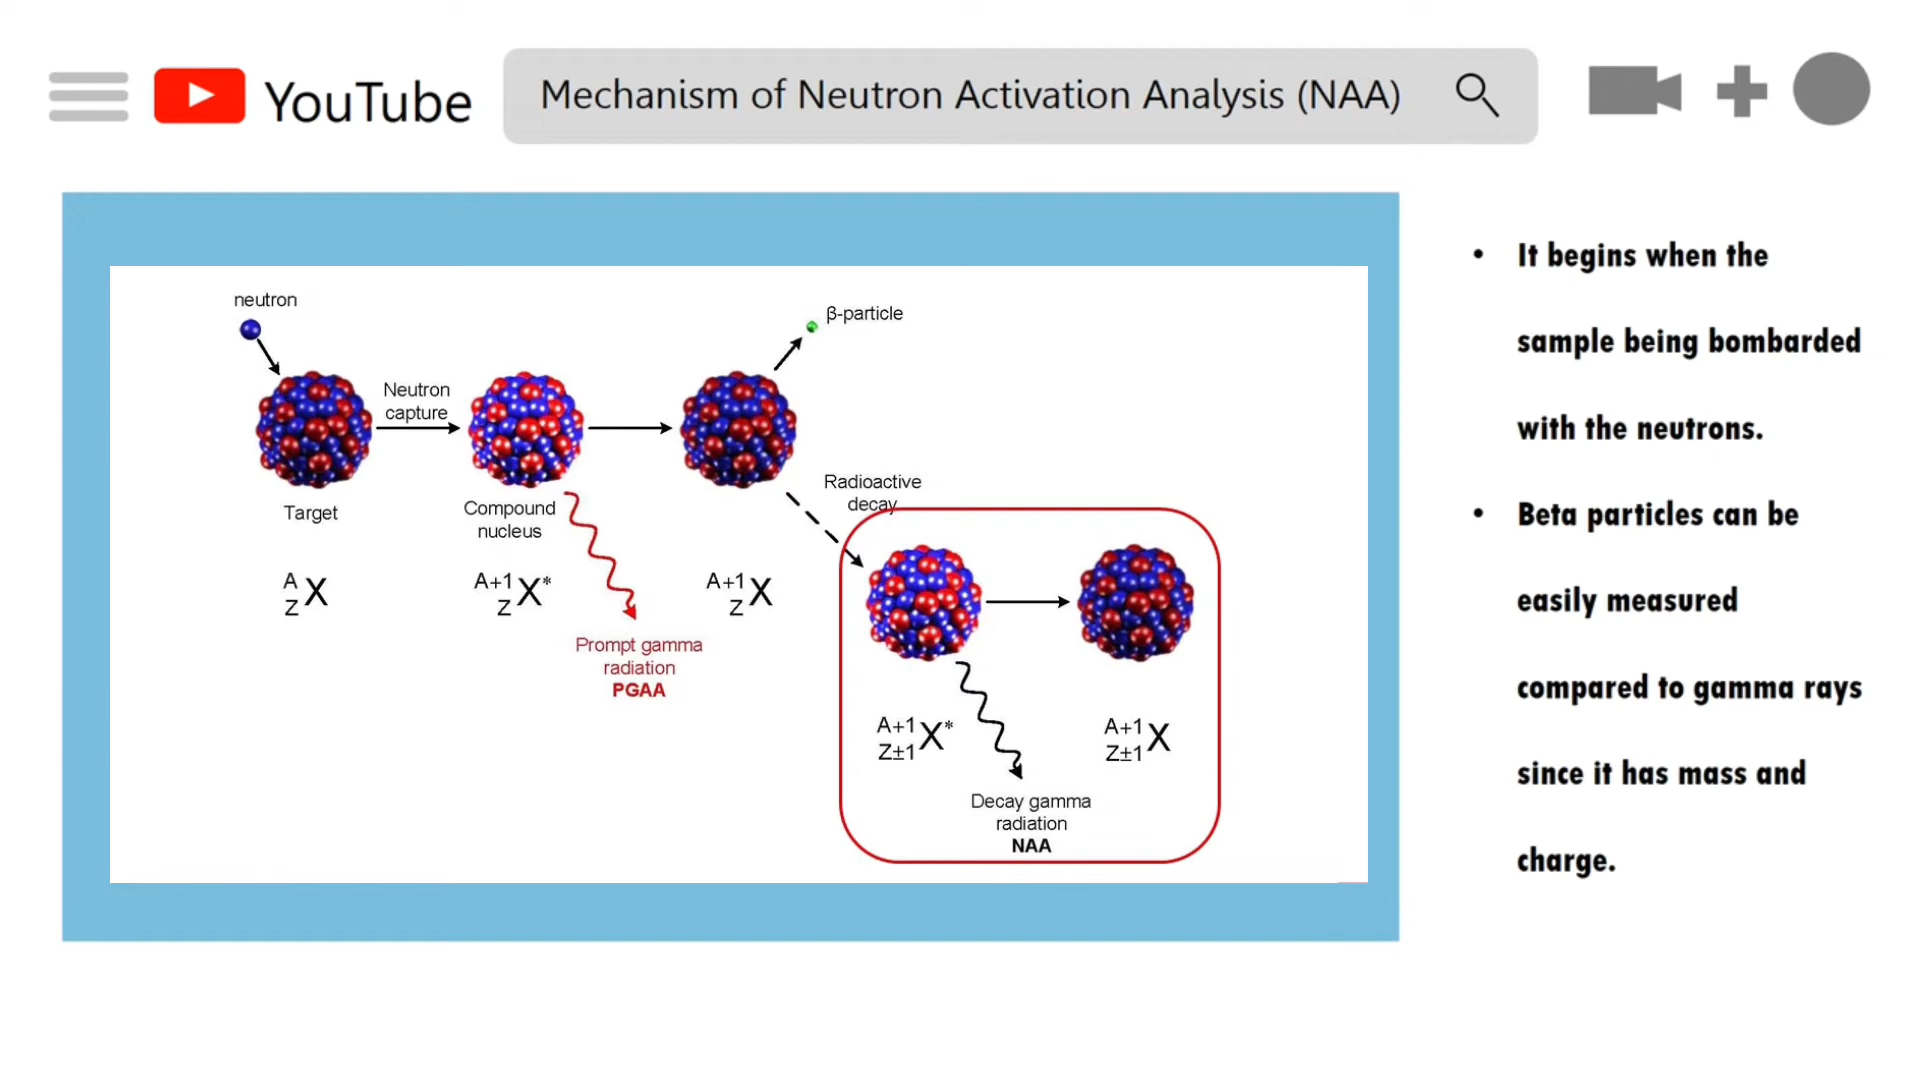 YouTube
Mechanism of Neutron Activation Analysis (NAA)
neutron
β-particle
Neutron
capture
Radioactive
decay
Target
Compound
nucleus
A
Z X
A+1
Z X*
A+1
Z X
Prompt gamma
radiation
PGAA
A+1
Z±1 X*
A+1
Z±1 X
Decay gamma
radiation
NAA
• It begins when the
sample being bombarded
with the neutrons.
• Beta particles can be
easily measured
compared to gamma rays
since it has mass and
charge.